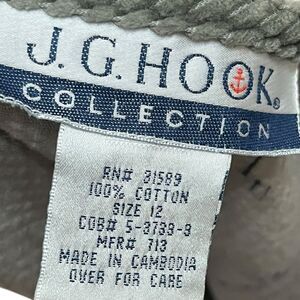 J.G. HOOK®
COLLECTION
RN# 31589
100% COTTON
SIZE 12
COB# 5-3739-9
MFR# 713
MADE IN CAMBODIA
OVER FOR CARE